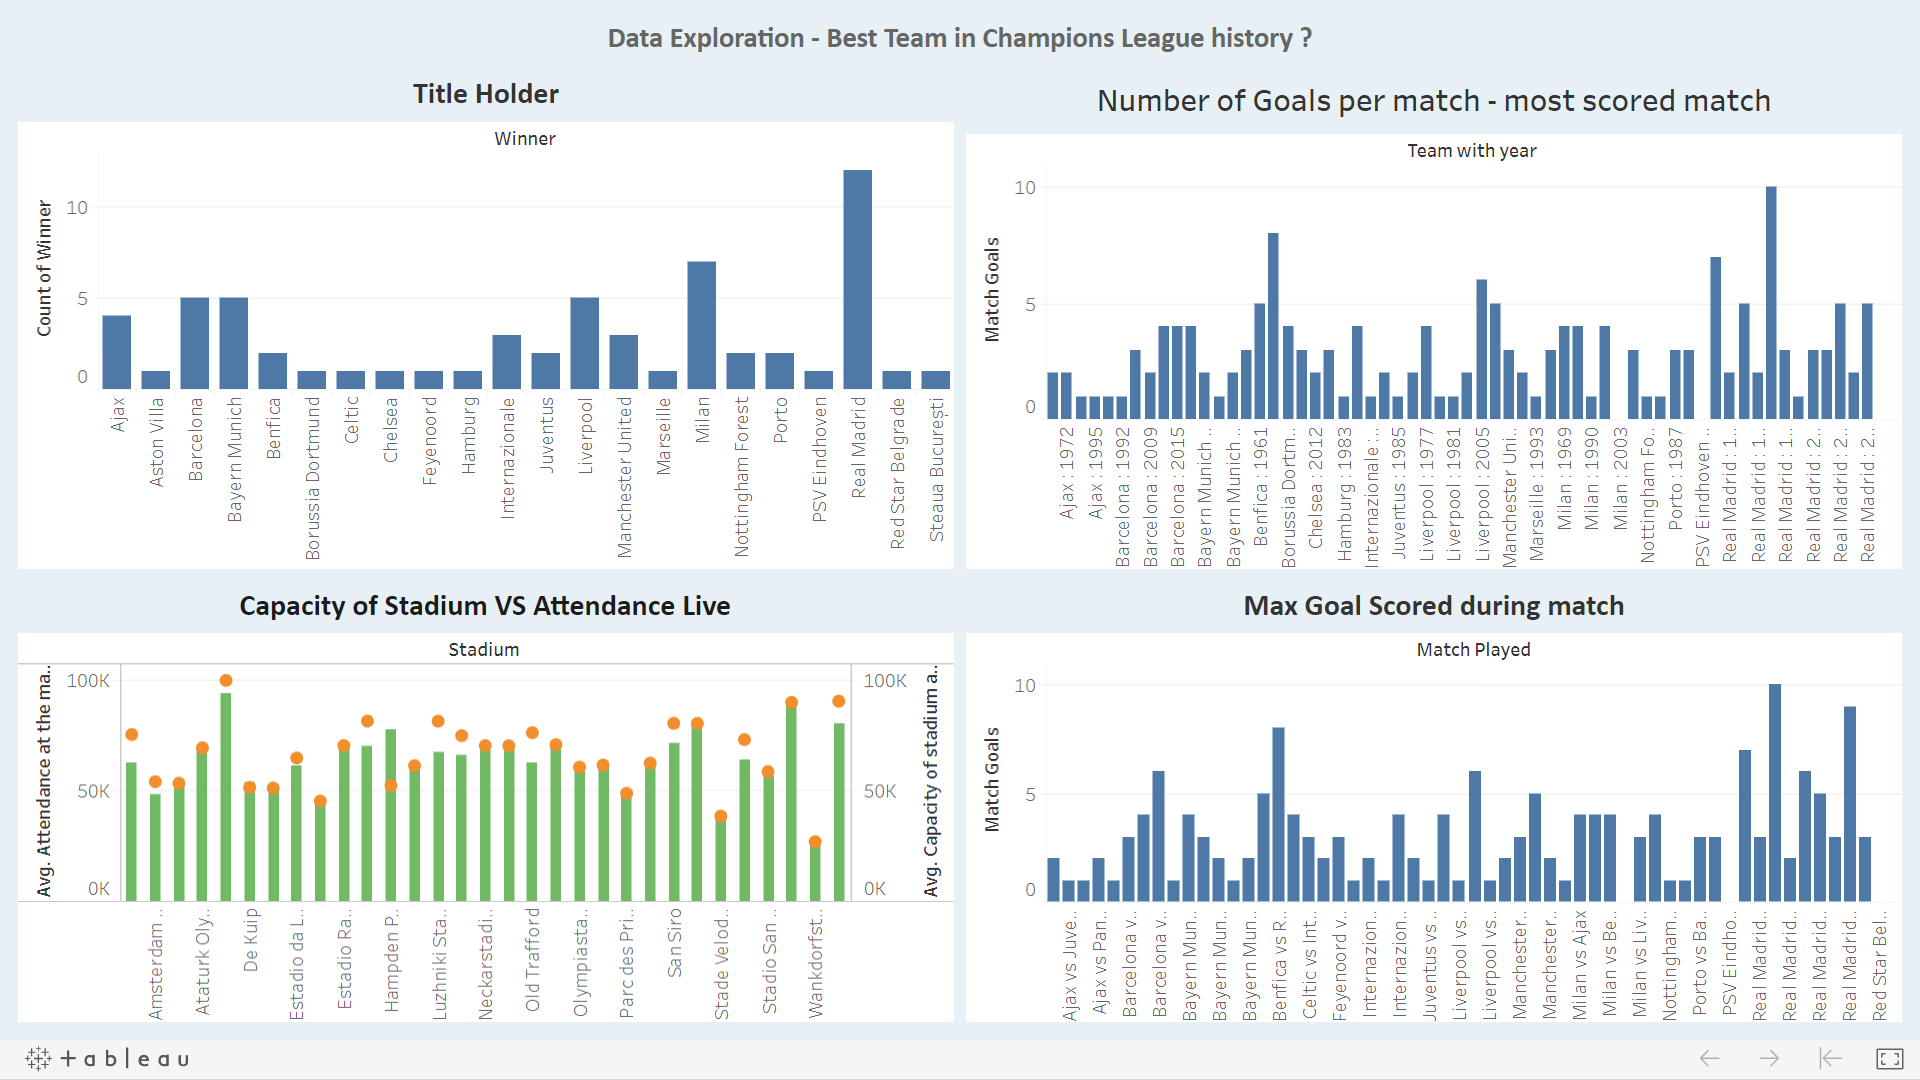 Data Exploration - Best Team in Champions League history ?
Title Holder
Winner
Count of Winner
10
5
0
Ajax
Aston Villa
Barcelona
Bayern Munich
Benfica
Borussia Dortmund
Celtic
Chelsea
Feyenoord
Hamburg
Internazionale
Juventus
Liverpool
Manchester United
Marseille
Milan
Nottingham Forest
Porto
PSV Eindhoven
Real Madrid
Red Star Belgrade
Steaua București
Number of Goals per match - most scored match
Team with year
Match Goals
10
5
0
Ajax : 1972
Ajax : 1995
Barcelona : 1992
Barcelona : 2009
Barcelona : 2015
Bayern Munich ..
Bayern Munich ..
Benfica : 1961
Borussia Dortm..
Chelsea : 2012
Hamburg : 1983
Internazionale :..
Juventus : 1985
Liverpool : 1977
Liverpool : 1981
Liverpool : 2005
Manchester Uni..
Marseille : 1993
Milan : 1969
Milan : 1990
Milan : 2003
Nottingham Fo..
Porto : 1987
PSV Eindhoven ..
Real Madrid : 1..
Real Madrid : 1..
Real Madrid : 1..
Real Madrid : 2..
Real Madrid : 2..
Real Madrid : 2..
Capacity of Stadium VS Attendance Live
Stadium
Avg. Attendance at the ma..
100K
50K
0K
100K
50K
0K
Avg. Capacity of stadium a..
Amsterdam ..
Ataturk Oly..
De Kuip
Estadio da L..
Estadio Ra..
Hampden P..
Luzhniki Sta..
Neckarstadi..
Old Trafford
Olympiasta..
Parc des Pri..
San Siro
Stade Velod..
Stadio San ..
Wankdorfst..
Max Goal Scored during match
Match Played
Match Goals
10
5
0
Ajax vs Juve..
Ajax vs Pan..
Barcelona v..
Barcelona v..
Bayern Mun..
Bayern Mun..
Bayern Mun..
Benfica vs R..
Celtic vs Int..
Feyenoord v..
Internazion..
Internazion..
Juventus vs ..
Liverpool vs..
Liverpool vs..
Manchester..
Manchester..
Milan vs Ajax
Milan vs Be..
Milan vs Liv..
Nottingham..
Porto vs Ba..
PSV Eindho..
Real Madrid..
Real Madrid..
Real Madrid..
Real Madrid..
Red Star Bel..
+ a b l e a u